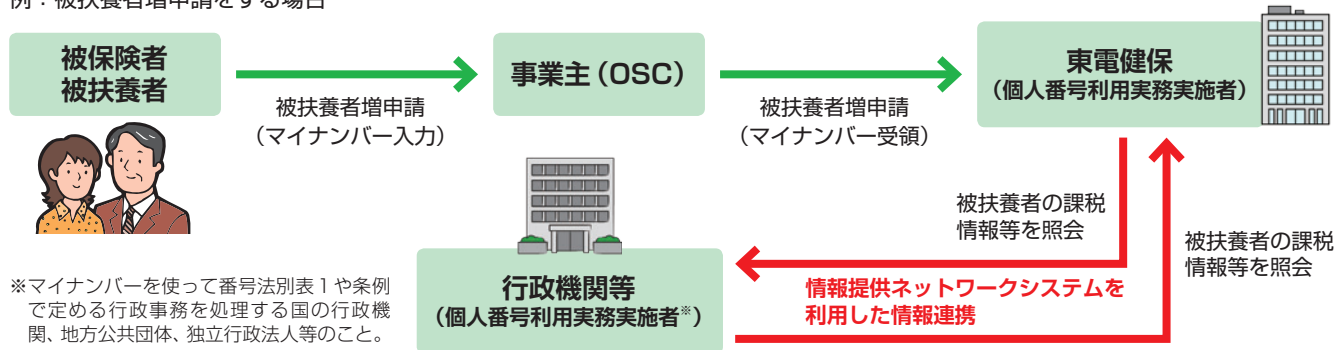 例：被扶養者増申請をする場合
被保険者
被扶養者
被扶養者増申請
（マイナンバー入力）
事業主（OSC）
被扶養者増申請
（マイナンバー受領）
東電健保
（個人番号利用実務実施者）
被扶養者の課税
情報等を照会
被扶養者の課税
情報等を照会
情報提供ネットワークシステムを
利用した情報連携
行政機関等
（個人番号利用実務実施者※）
※マイナンバーを使って番号法別表１や条例
で定める行政事務を処理する国の行政機
関、地方公共団体、独立行政法人等のこと。